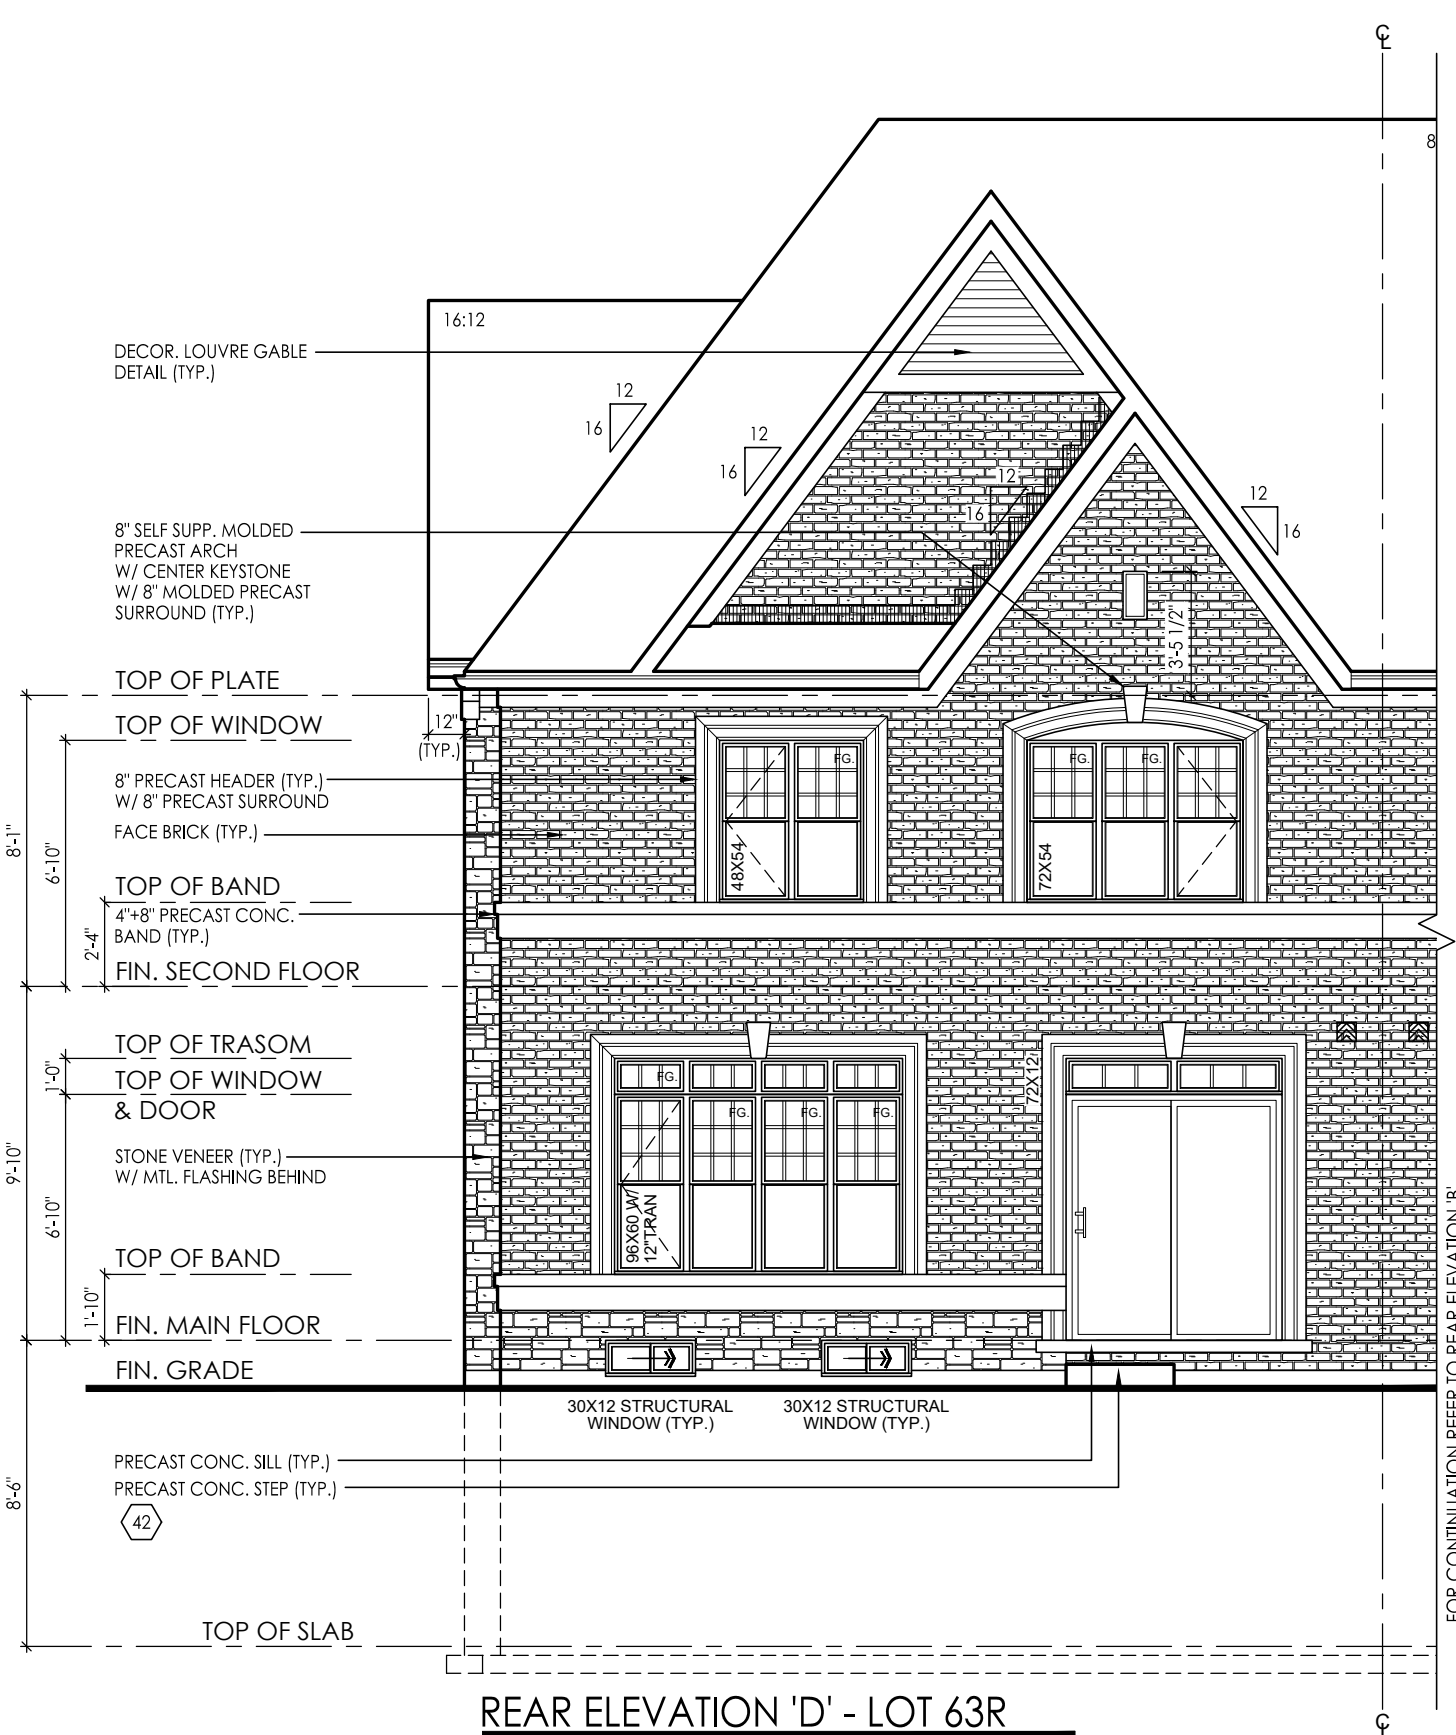 ℄
8
16:12
DECOR. LOUVRE GABLE
DETAIL (TYP.)
12
16
12
16
12
16
12
16
8" SELF SUPP. MOLDED
PRECAST ARCH
W/ CENTER KEYSTONE
W/ 8" MOLDED PRECAST
SURROUND (TYP.)
3'-5 1/2"
TOP OF PLATE
TOP OF WINDOW
12"
(TYP.)
8" PRECAST HEADER (TYP.)
W/ 8" PRECAST SURROUND
FACE BRICK (TYP.)
FG.
FG.
FG.
48X54
72X54
8'-1"
6'-10"
TOP OF BAND
4"+8" PRECAST CONC.
BAND (TYP.)
2'-4"
FIN. SECOND FLOOR
TOP OF TRASOM
1'-0"
TOP OF WINDOW
& DOOR
FG.
FG.
FG.
FG.
72X12
STONE VENEER (TYP.)
W/ MTL. FLASHING BEHIND
9'-10"
6'-10"
96X60 W/
12"TRAN
TOP OF BAND
1'-10"
FIN. MAIN FLOOR
FIN. GRADE
30X12 STRUCTURAL
WINDOW (TYP.)
30X12 STRUCTURAL
WINDOW (TYP.)
PRECAST CONC. SILL (TYP.)
PRECAST CONC. STEP (TYP.)
8'-6"
42
FOR CONTINUATION REFER TO REAR ELEVATION 'B'
TOP OF SLAB
REAR ELEVATION 'D' - LOT 63R
℄